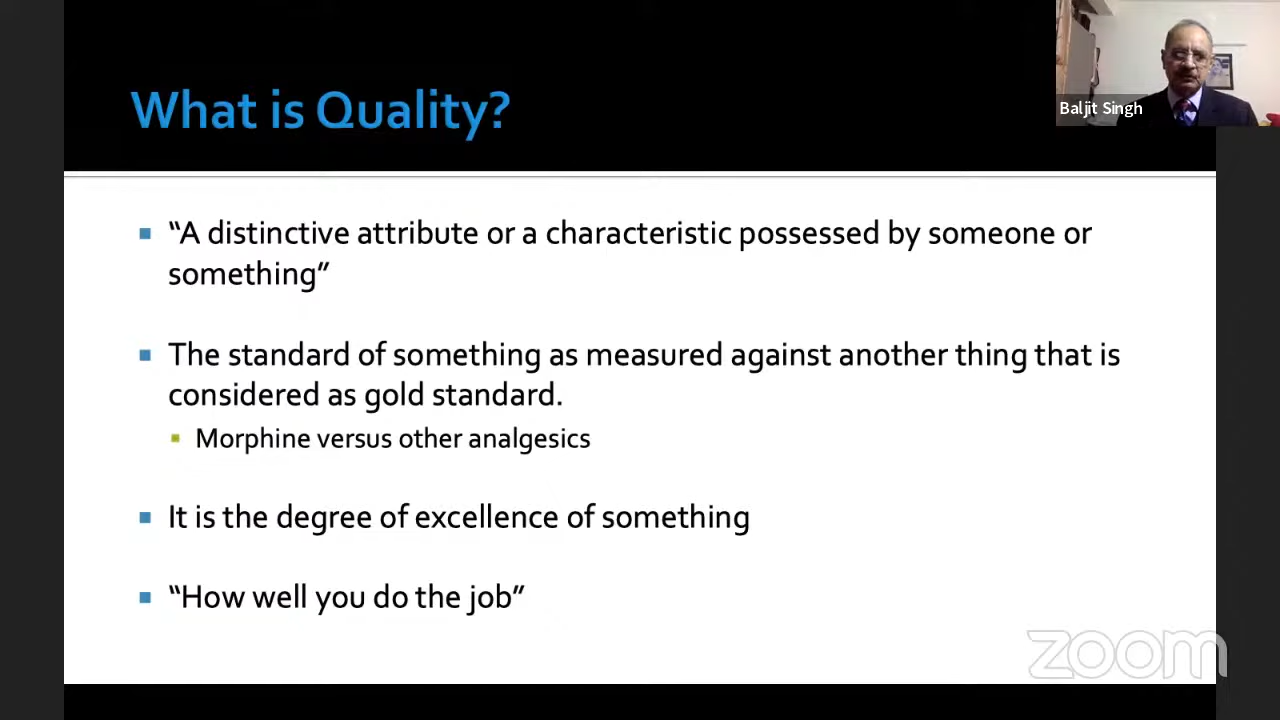 What is Quality?
Baljit Singh
“A distinctive attribute or a characteristic possessed by someone or
something”
The standard of something as measured against another thing that is
considered as gold standard.
Morphine versus other analgesics
It is the degree of excellence of something
“How well you do the job”
zoom